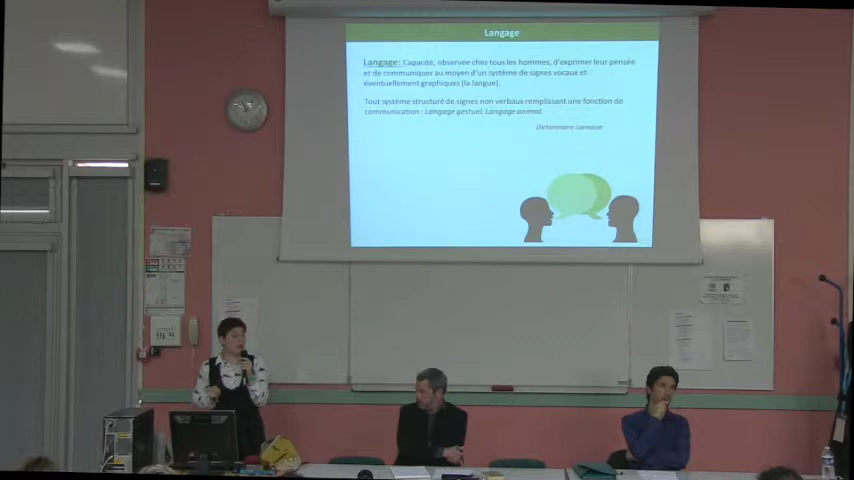 Langage
Langage: Capacité, observée chez tous les hommes, d'exprimer leur pensée
et de communiquer au moyen d'un système de signes vocaux et
éventuellement graphiques (la langue).
Tout système structuré de signes non verbaux remplissant une fonction de
communication : Langage gestuel, Langage animal.
Dictionnaire Larousse